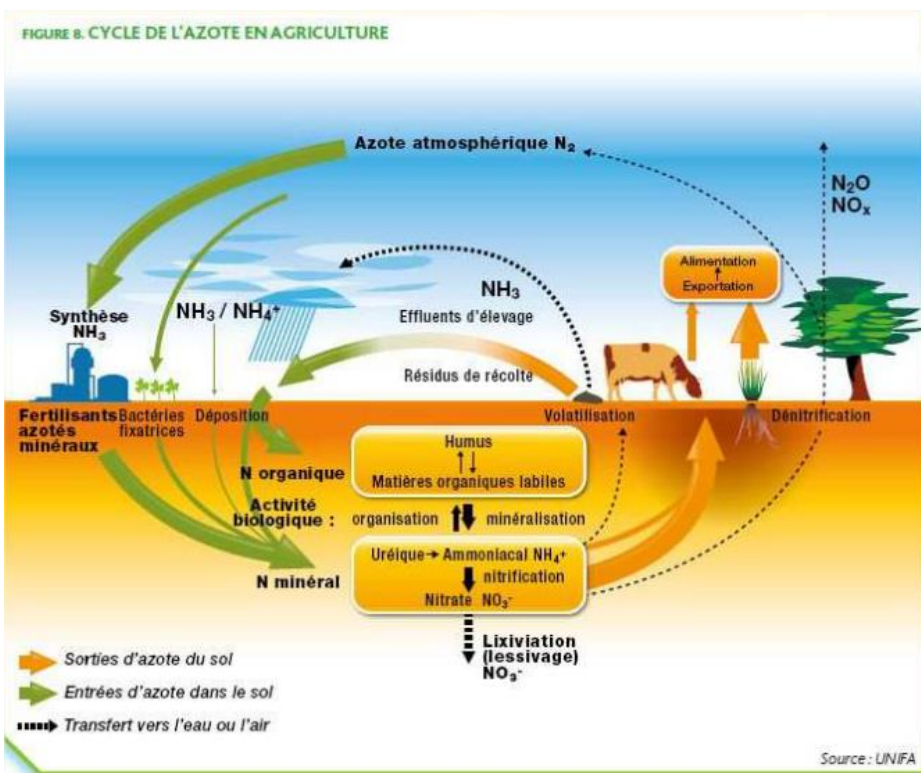 FIGURE 8. CYCLE DE L'AZOTE EN AGRICULTURE
Azote atmosphérique N₂
N₂O
NOₓ
Alimentation
Exportation
NH₃
Effluents d'élevage
NH₃ / NH₄⁺
Synthèse
NH₃
Résidus de récolte
Fertilisants
azotés
minéraux
Bactéries
fixatrices
Déposition
Volatilisation
Dénitrification
Humus
N organique
Matières organiques labiles
Activité
biologique :
organisation
minéralisation
Uréique → Ammoniacal NH₄⁺
nitrification
N minéral
Nitrate NO₃⁻
Lixiviation
(lessivage)
NO₃⁻
Sorties d'azote du sol
Entrées d'azote dans le sol
Transfert vers l'eau ou l'air
Source : UNIFA